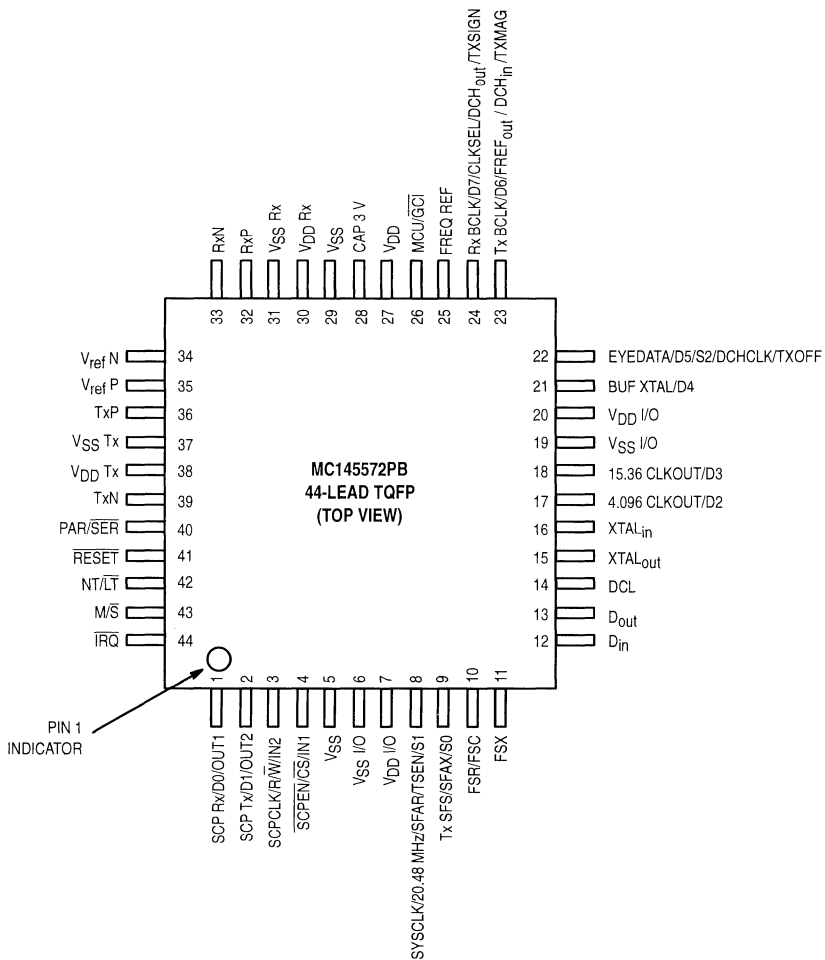 RxN
RxP
VSS Rx
VDD Rx
VSS
CAP 3 V
VDD
MCU/GCI
FREQ REF
Rx BCLK/D7/CLKSEL/DCHout/TXSIGN
Tx BCLK/D6/FREFout / DCHin /TXMAG
33
32
31
30
29
28
27
26
25
24
23
Vref N 34
Vref P 35
TxP 36
VSS Tx 37
VDD Tx 38
TxN 39
PAR/SER 40
RESET 41
NT/LT 42
M/S 43
IRQ 44
MC145572PB
44-LEAD TQFP
(TOP VIEW)
22 EYEDATA/D5/S2/DCHCLK/TXOFF
21 BUF XTAL/D4
20 VDD I/O
19 VSS I/O
18 15.36 CLKOUT/D3
17 4.096 CLKOUT/D2
16 XTALin
15 XTALout
14 DCL
13 Dout
12 Din
PIN 1
INDICATOR
1
2
3
4
5
6
7
8
9
10
11
SCP Rx/D0/OUT1
SCP Tx/D1/OUT2
SCPCLK/R/W/IN2
SCPEN/CS/IN1
VSS
VSS I/O
VDD I/O
SYSCLK/20.48 MHz/SFAR/TSEN/S1
Tx SFS/SFAX/S0
FSR/FSC
FSX